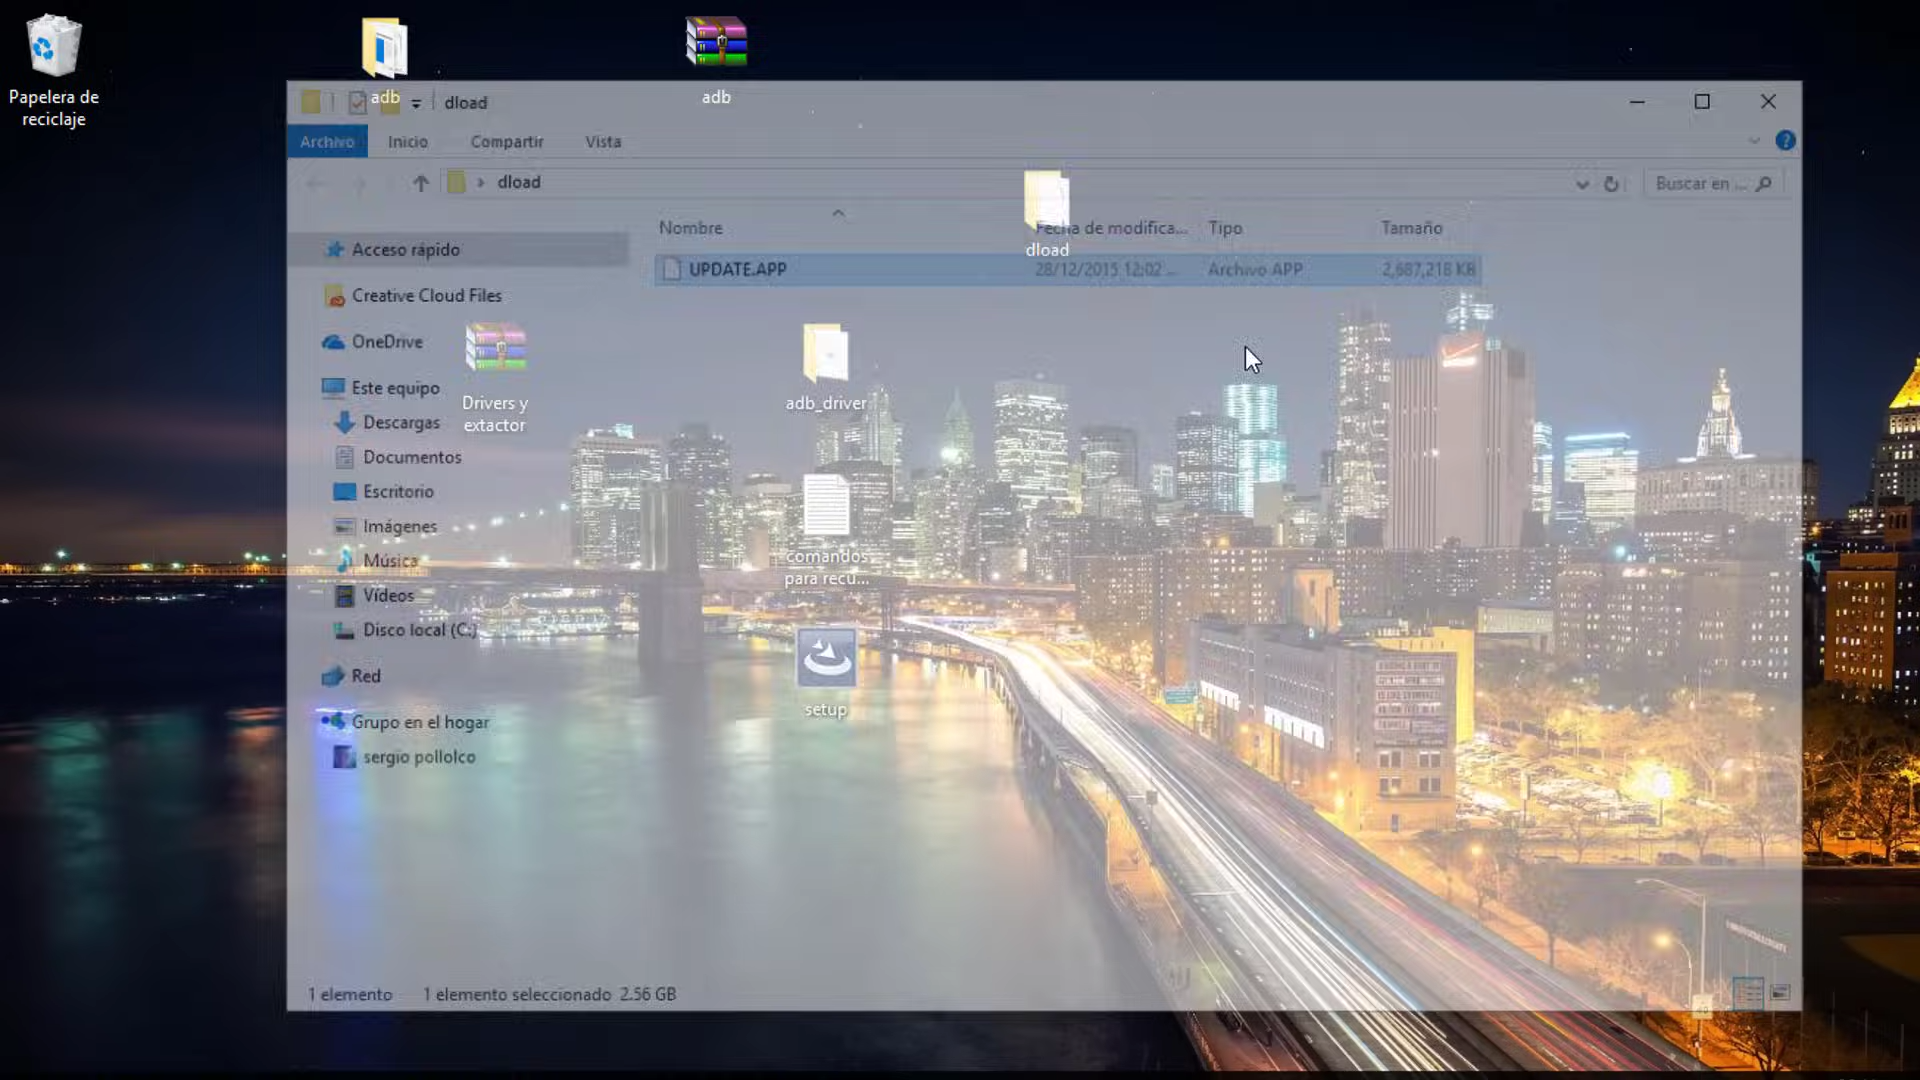 Papelera de
reciclaje
adb
adb
dload
Archivo
Inicio
Compartir
Vista
dload
Buscar en ...
Nombre
Fecha de modifica...
Tipo
Tamaño
dload
UPDATE.APP
28/12/2015 12:02 ...
Archivo APP
2,687,218 KB
Acceso rápido
Creative Cloud Files
OneDrive
Este equipo
Descargas
Documentos
Escritorio
Imágenes
Música
Vídeos
Disco local (C:)
Red
Grupo en el hogar
sergio pollolco
Drivers y
extactor
adb_driver
comandos
para recu...
setup
1 elemento
1 elemento seleccionado 2.56 GB